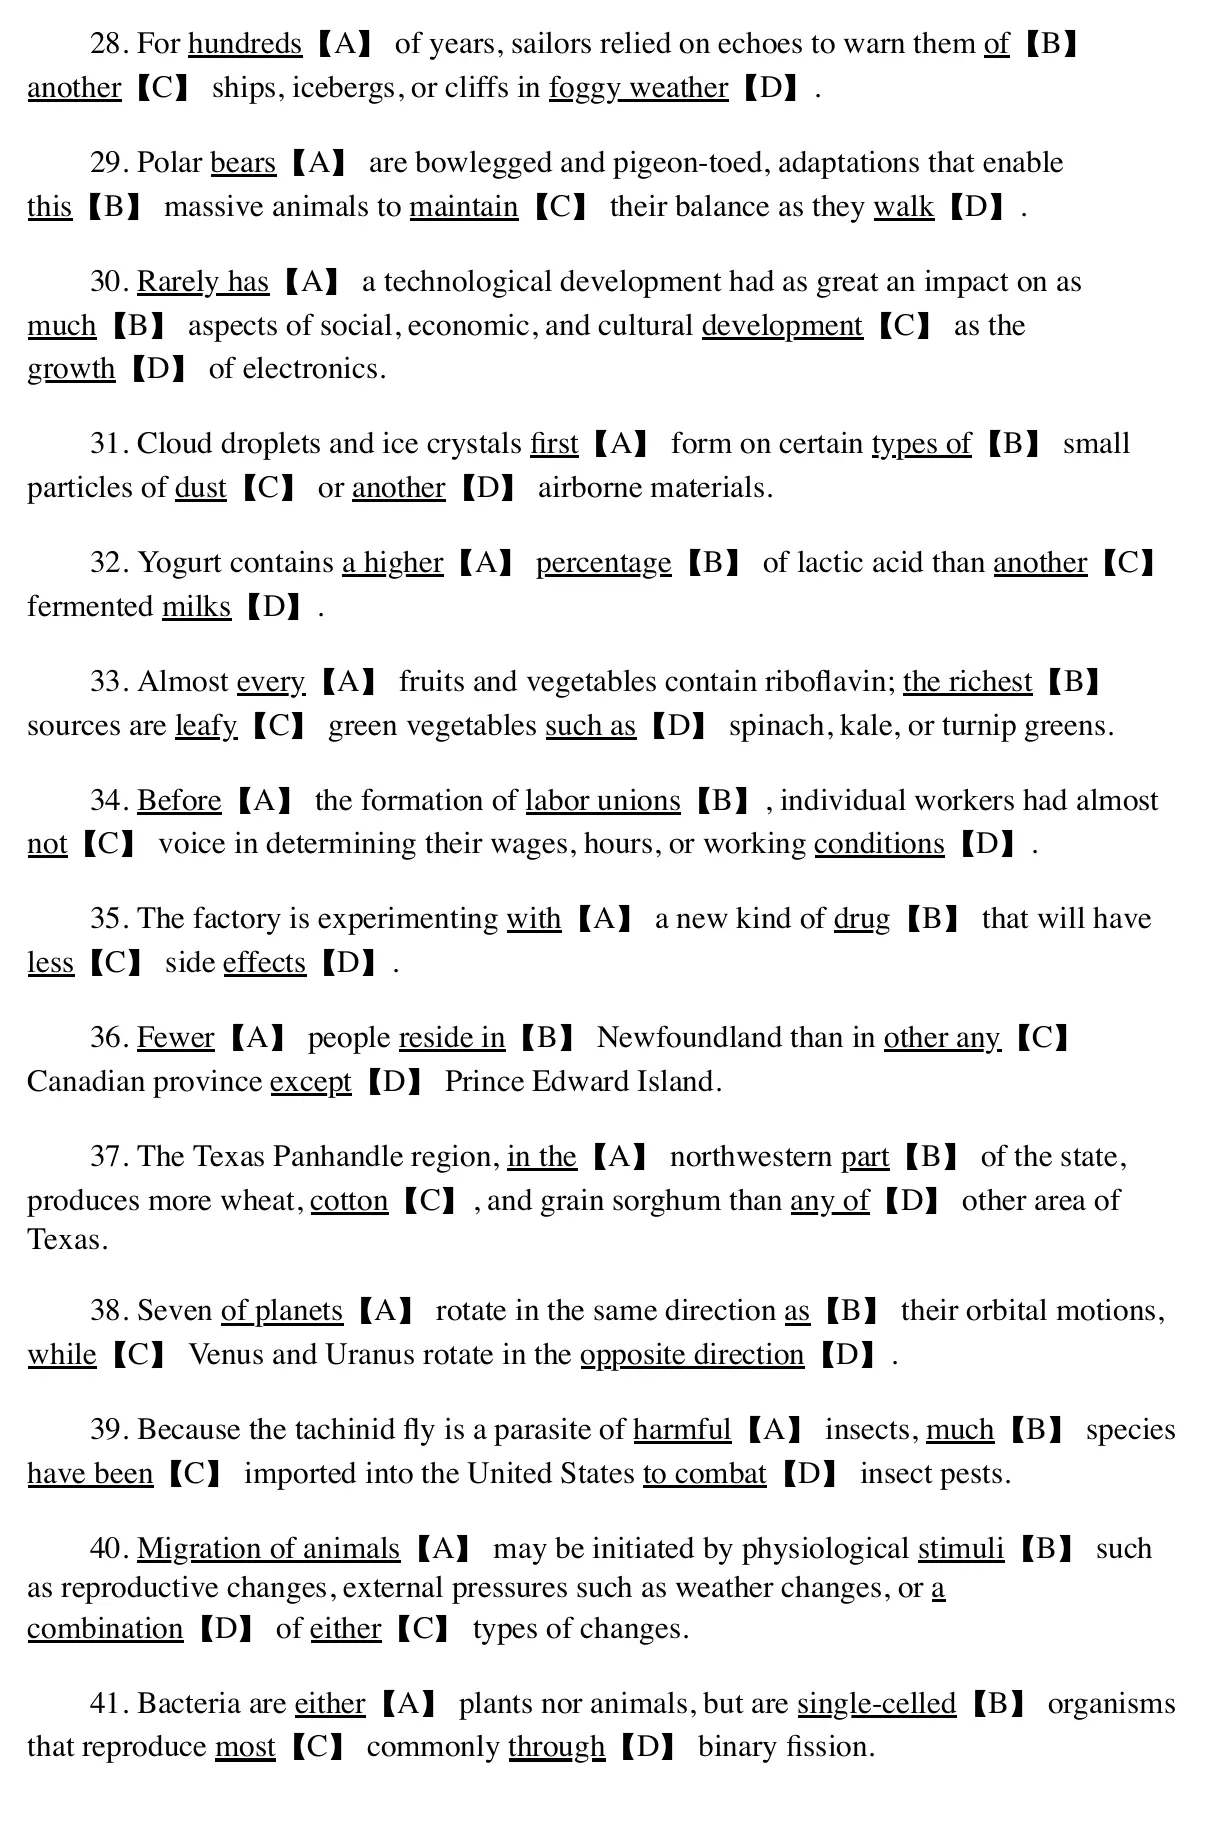 28. For hundreds【A】 of years, sailors relied on echoes to warn them of【B】
another【C】 ships, icebergs, or cliffs in foggy weather【D】.
29. Polar bears【A】 are bowlegged and pigeon-toed, adaptations that enable
this【B】 massive animals to maintain【C】 their balance as they walk【D】.
30. Rarely has【A】 a technological development had as great an impact on as
much【B】 aspects of social, economic, and cultural development【C】 as the
growth【D】 of electronics.
31. Cloud droplets and ice crystals first【A】 form on certain types of【B】 small
particles of dust【C】 or another【D】 airborne materials.
32. Yogurt contains a higher【A】 percentage【B】 of lactic acid than another【C】
fermented milks【D】.
33. Almost every【A】 fruits and vegetables contain riboflavin; the richest【B】
sources are leafy【C】 green vegetables such as【D】 spinach, kale, or turnip greens.
34. Before【A】 the formation of labor unions【B】, individual workers had almost
not【C】 voice in determining their wages, hours, or working conditions【D】.
35. The factory is experimenting with【A】 a new kind of drug【B】 that will have
less【C】 side effects【D】.
36. Fewer【A】 people reside in【B】 Newfoundland than in other any【C】
Canadian province except【D】 Prince Edward Island.
37. The Texas Panhandle region, in the【A】 northwestern part【B】 of the state,
produces more wheat, cotton【C】, and grain sorghum than any of【D】 other area of
Texas.
38. Seven of planets【A】 rotate in the same direction as【B】 their orbital motions,
while【C】 Venus and Uranus rotate in the opposite direction【D】.
39. Because the tachinid fly is a parasite of harmful【A】 insects, much【B】 species
have been【C】 imported into the United States to combat【D】 insect pests.
40. Migration of animals【A】 may be initiated by physiological stimuli【B】 such
as reproductive changes, external pressures such as weather changes, or a
combination【D】 of either【C】 types of changes.
41. Bacteria are either【A】 plants nor animals, but are single-celled【B】 organisms
that reproduce most【C】 commonly through【D】 binary fission.